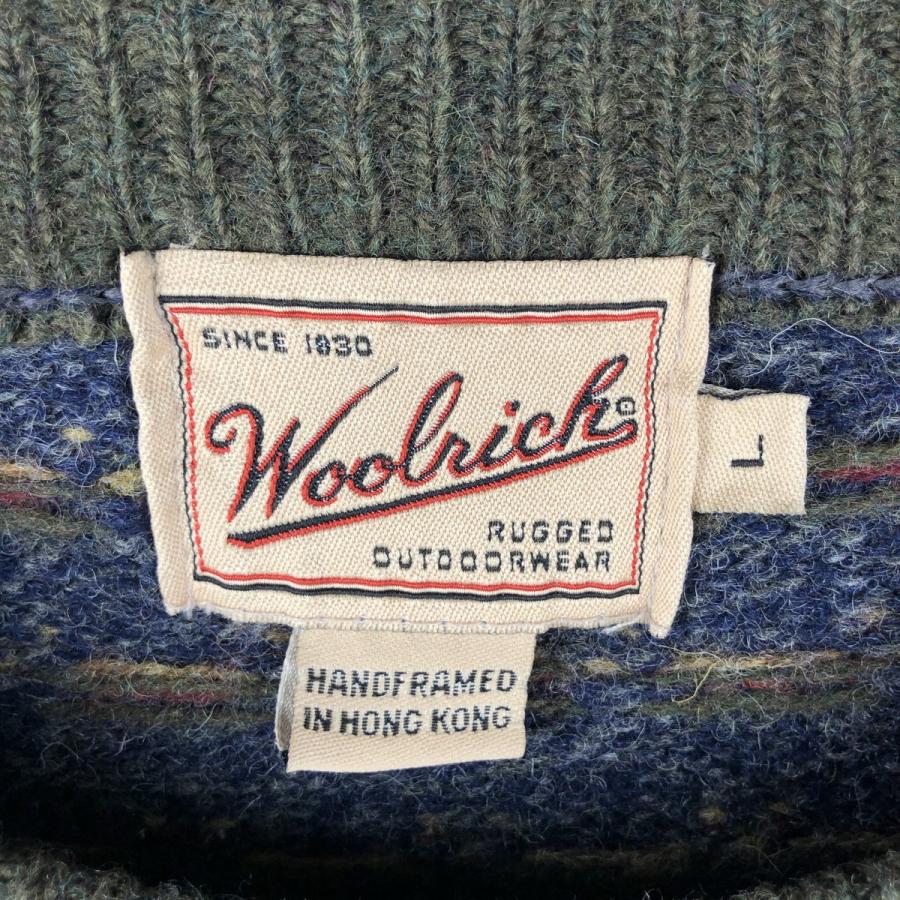 SINCE 1830
Woolrich®
L
RUGGED
OUTDOORWEAR
HANDFRAMED
IN HONG KONG